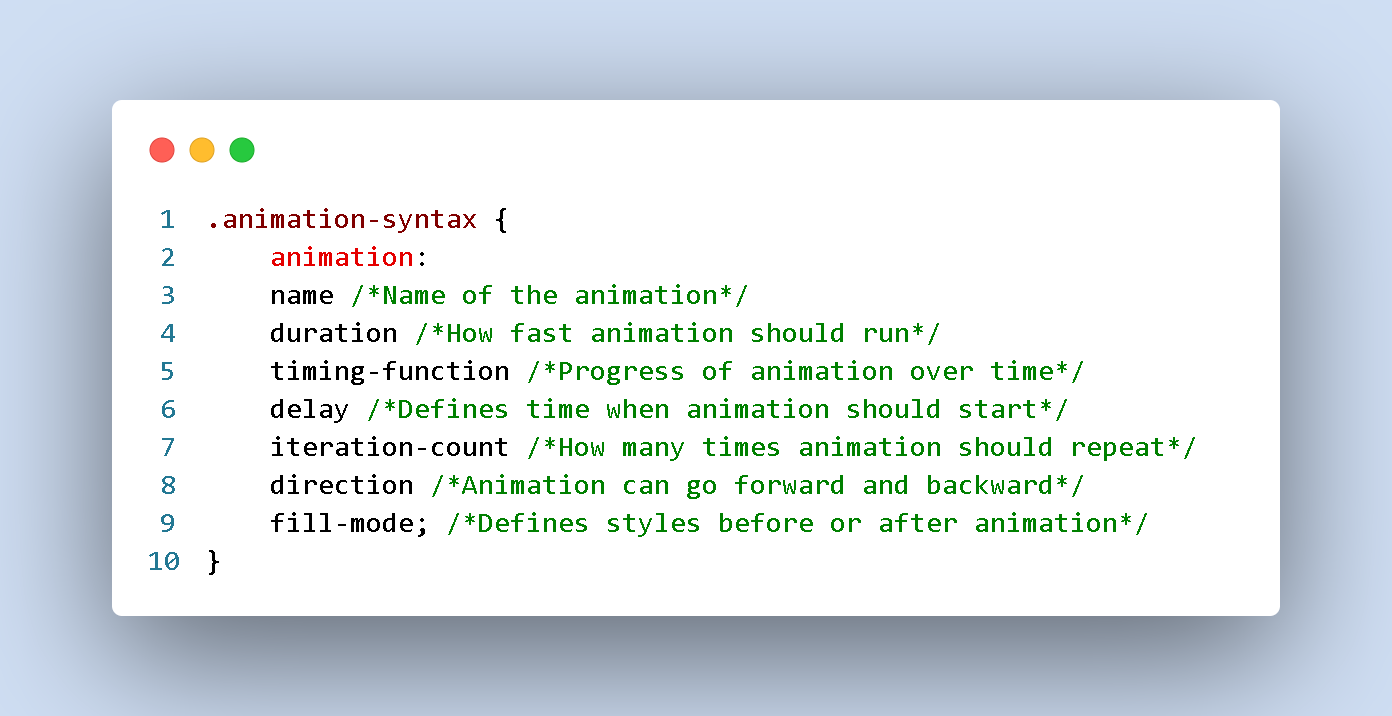 1 .animation-syntax {
2 animation:
3 name /*Name of the animation*/
4 duration /*How fast animation should run*/
5 timing-function /*Progress of animation over time*/
6 delay /*Defines time when animation should start*/
7 iteration-count /*How many times animation should repeat*/
8 direction /*Animation can go forward and backward*/
9 fill-mode; /*Defines styles before or after animation*/
10 }